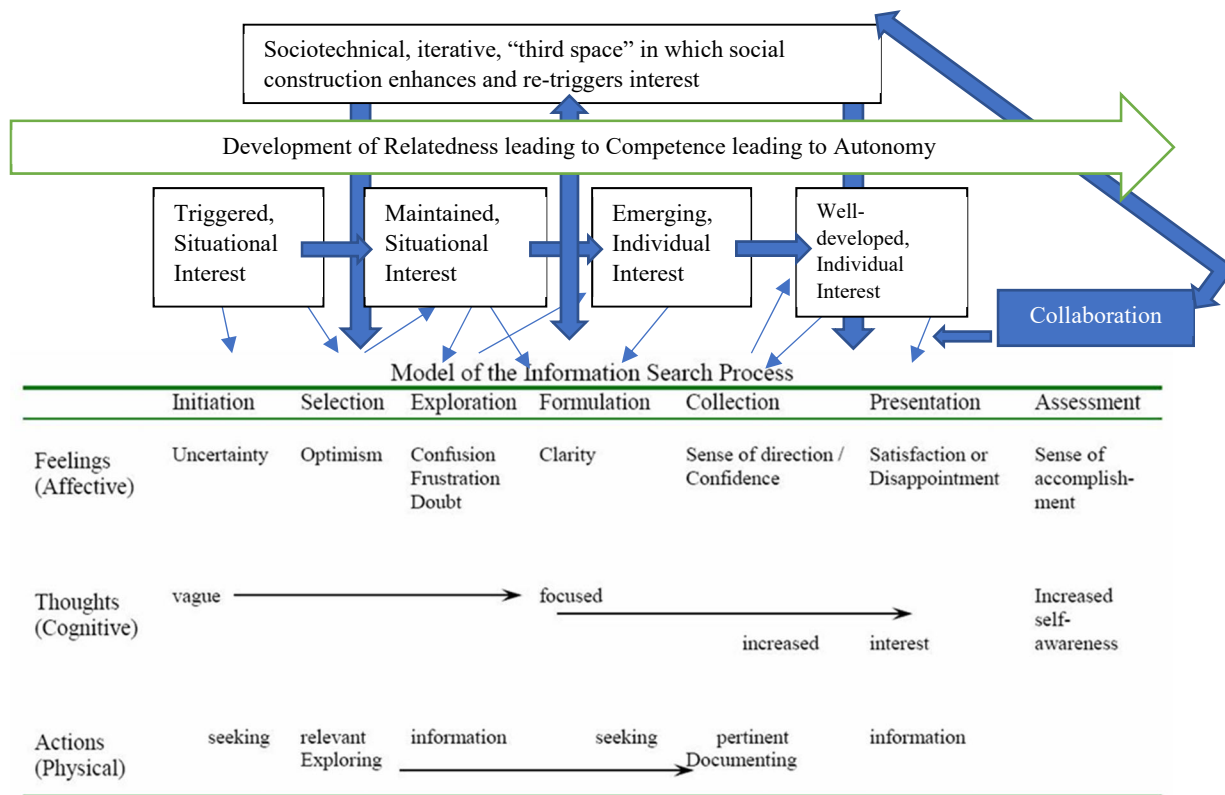 Sociotechnical, iterative, “third space” in which social
construction enhances and re-triggers interest
Development of Relatedness leading to Competence leading to Autonomy
Triggered,
Situational
Interest
Maintained,
Situational
Interest
Emerging,
Individual
Interest
Well-
developed,
Individual
Interest
Collaboration
Model of the Information Search Process
Initiation Selection Exploration Formulation Collection Presentation Assessment
Feelings
(Affective)
Uncertainty
Optimism
Confusion
Frustration
Doubt
Clarity
Sense of direction /
Confidence
Satisfaction or
Disappointment
Sense of
accomplish-
ment
Thoughts
(Cognitive)
vague
focused
increased interest
Increased
self-
awareness
Actions
(Physical)
seeking relevant information seeking pertinent information
Exploring Documenting